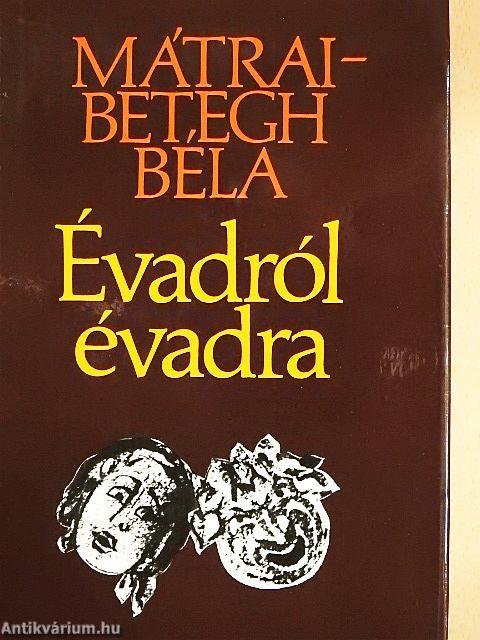 MÁTRAI-
BETEGH
BÉLA
Évadról
évadra
Antikvárium.hu